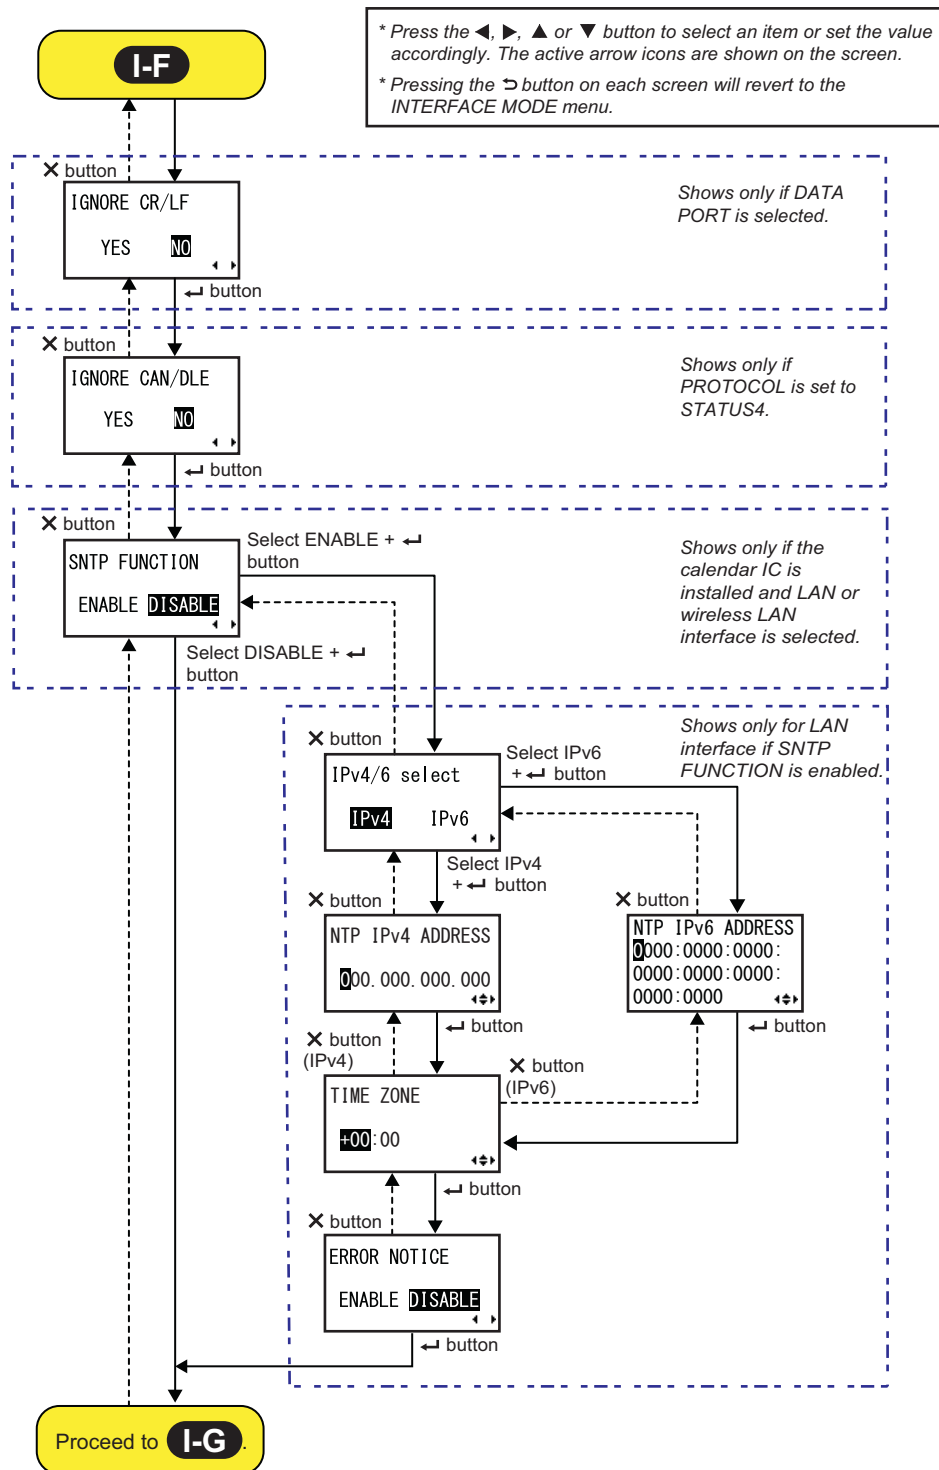 I-F
* Press the ◀, ▶, ▲ or ▼ button to select an item or set the value
accordingly. The active arrow icons are shown on the screen.
* Pressing the ⮌ button on each screen will revert to the
INTERFACE MODE menu.
✕ button
IGNORE CR/LF
YES NO
↵ button
Shows only if DATA
PORT is selected.
✕ button
IGNORE CAN/DLE
YES NO
↵ button
Shows only if
PROTOCOL is set to
STATUS4.
✕ button
SNTP FUNCTION
ENABLE DISABLE
Select ENABLE + ↵
button
Select DISABLE + ↵
button
Shows only if the
calendar IC is
installed and LAN or
wireless LAN
interface is selected.
Shows only for LAN
interface if SNTP
FUNCTION is enabled.
✕ button
IPv4/6 select
IPv4 IPv6
Select IPv6
+ ↵ button
Select IPv4
+ ↵ button
✕ button
NTP IPv4 ADDRESS
000.000.000.000
↵ button
✕ button
NTP IPv6 ADDRESS
0000:0000:0000:
0000:0000:0000:
0000:0000
↵ button
✕ button
(IPv4)
✕ button
(IPv6)
TIME ZONE
+00:00
↵ button
✕ button
ERROR NOTICE
ENABLE DISABLE
↵ button
Proceed to I-G.